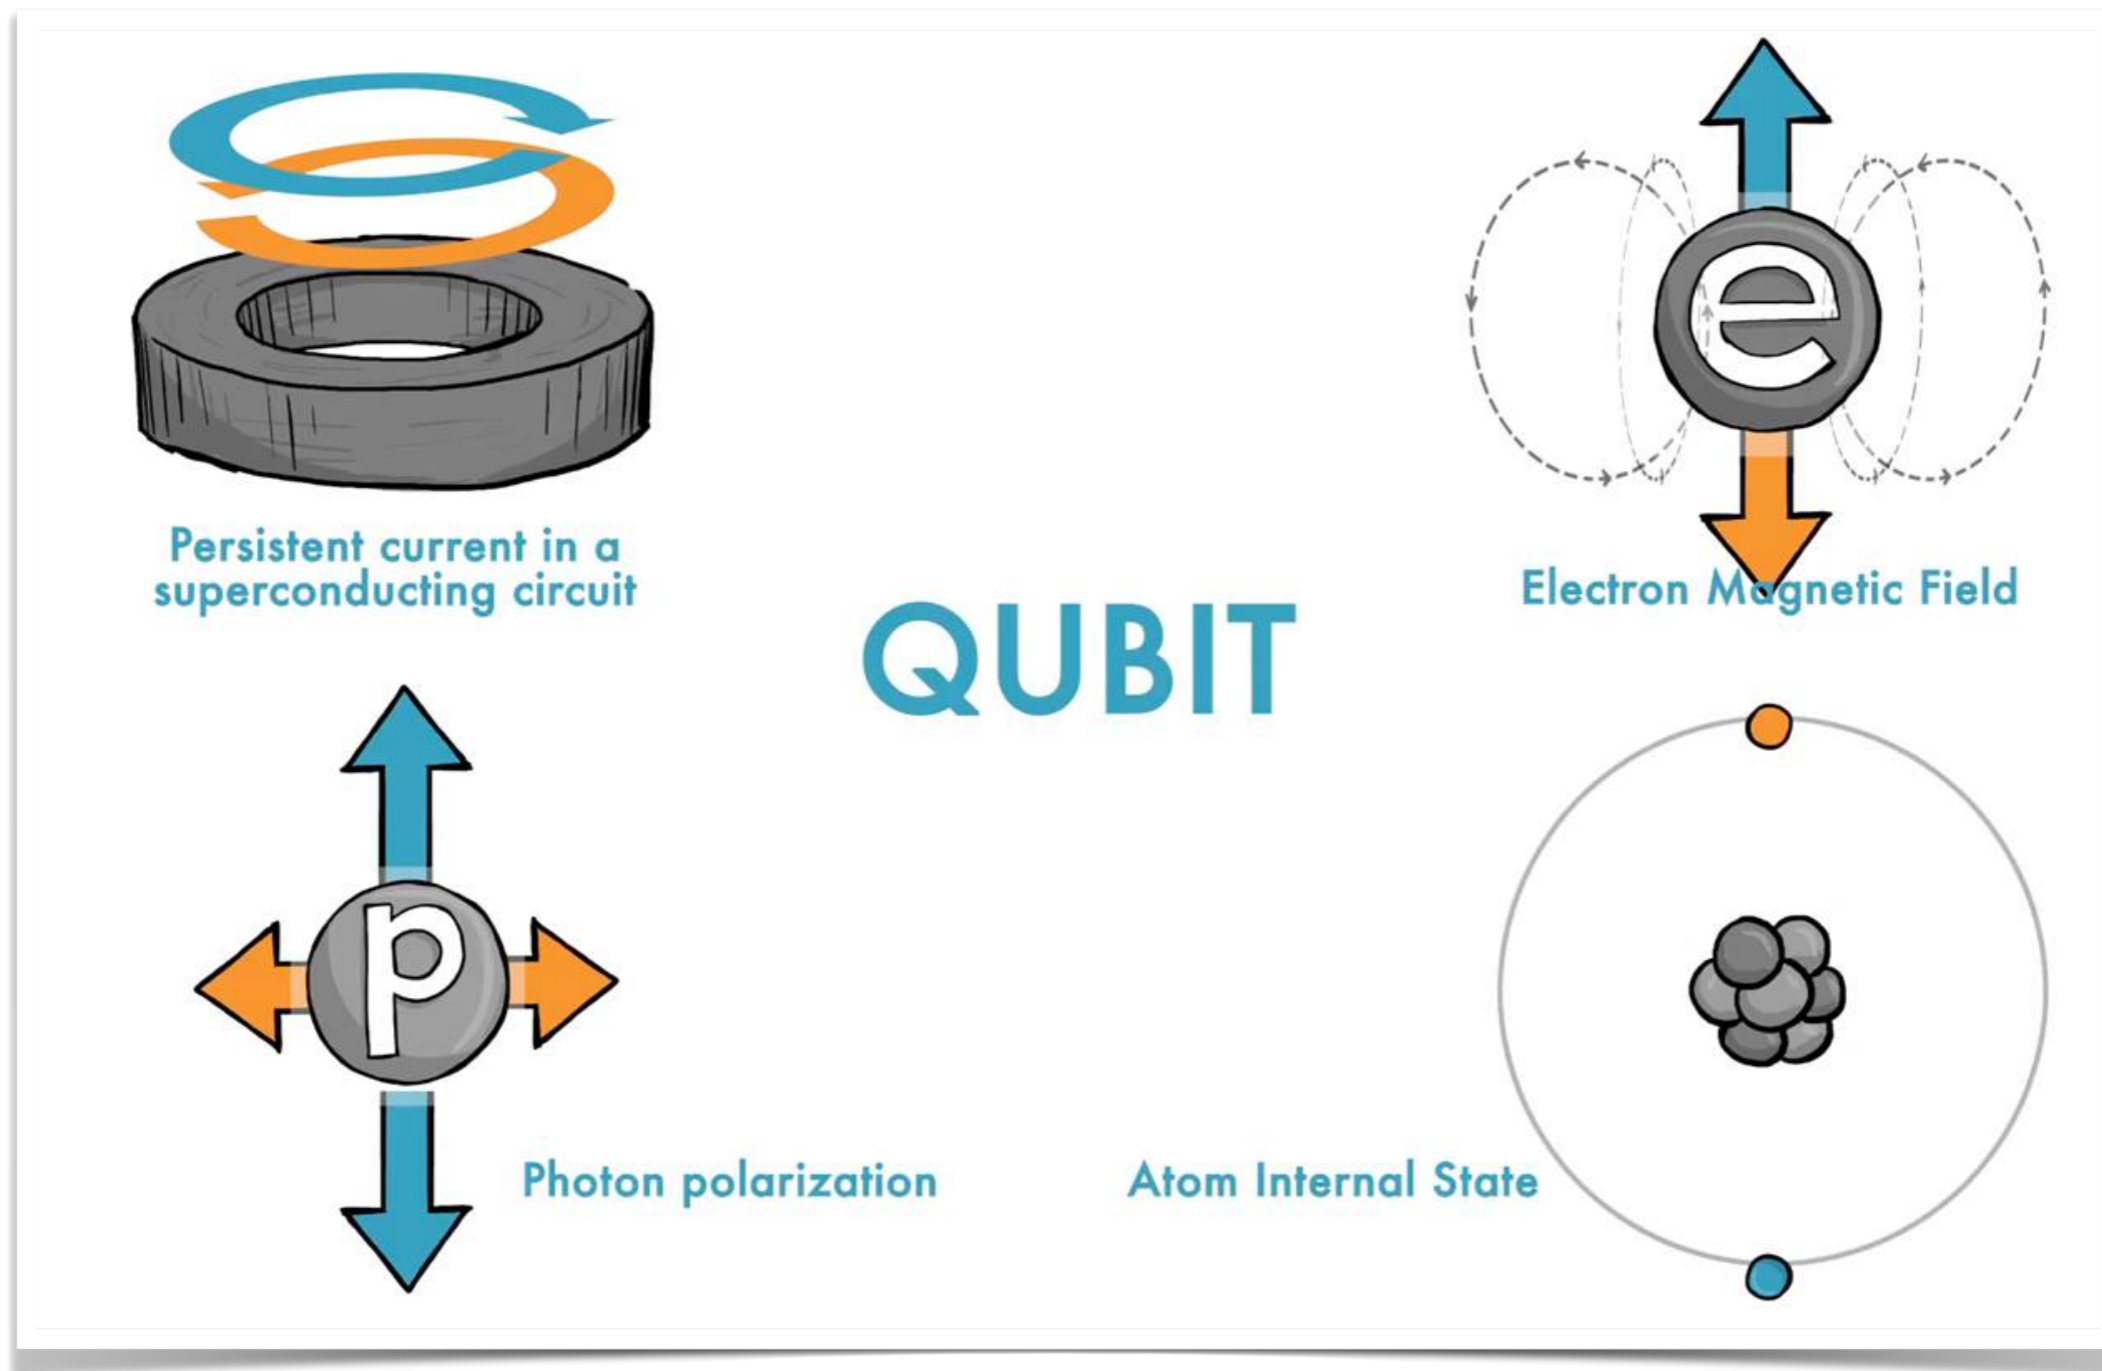 Persistent current in a
superconducting circuit
e
Electron Magnetic Field
QUBIT
p
Photon polarization
Atom Internal State